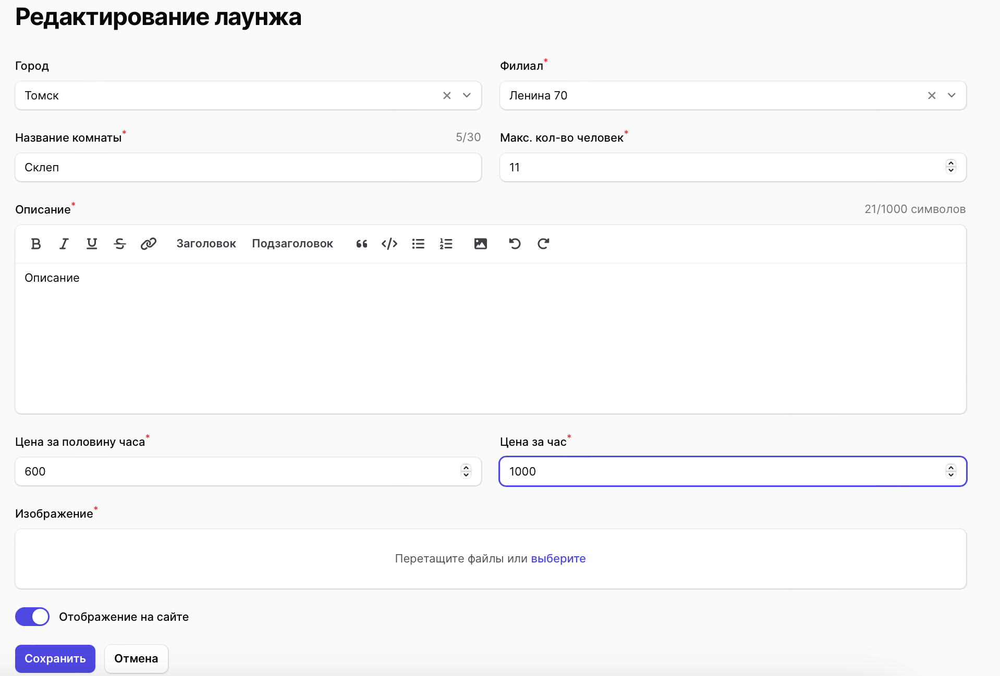 Редактирование лаунжа
Город
Филиал*
Томск
Ленина 70
Название комнаты*
5/30
Макс. кол-во человек*
Склеп
11
Описание*
21/1000 символов
Заголовок
Подзаголовок
Описание
Цена за половину часа*
Цена за час*
600
1000
Изображение*
Перетащите файлы или выберите
Отображение на сайте
Сохранить
Отмена